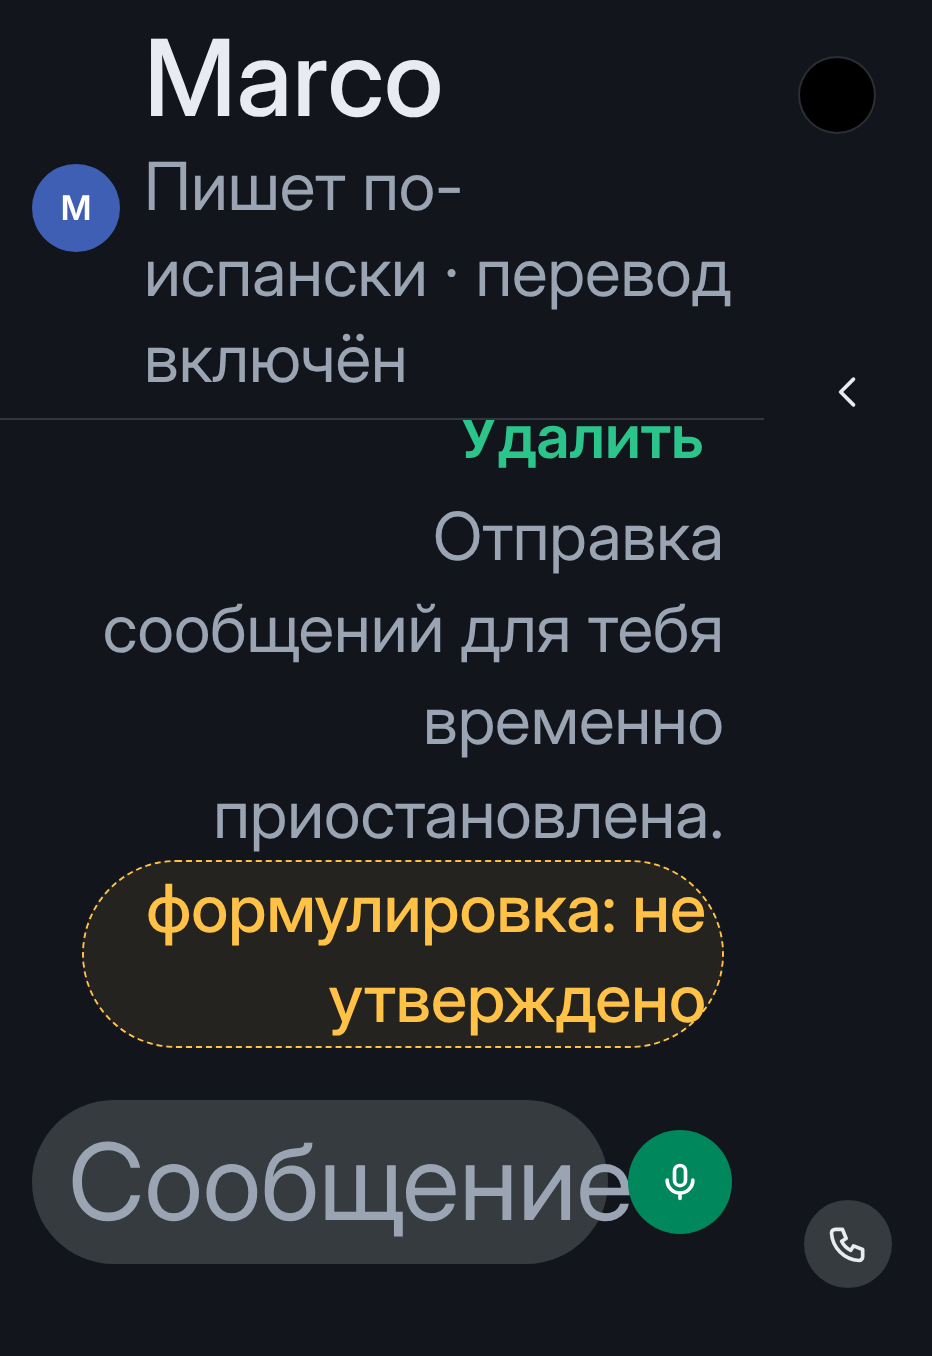 Marco
M
Пишет по-
испански · перевод
включён
Удалить
Отправка
сообщений для тебя
временно
приостановлена.
формулировка: не
утверждено
Сообщение